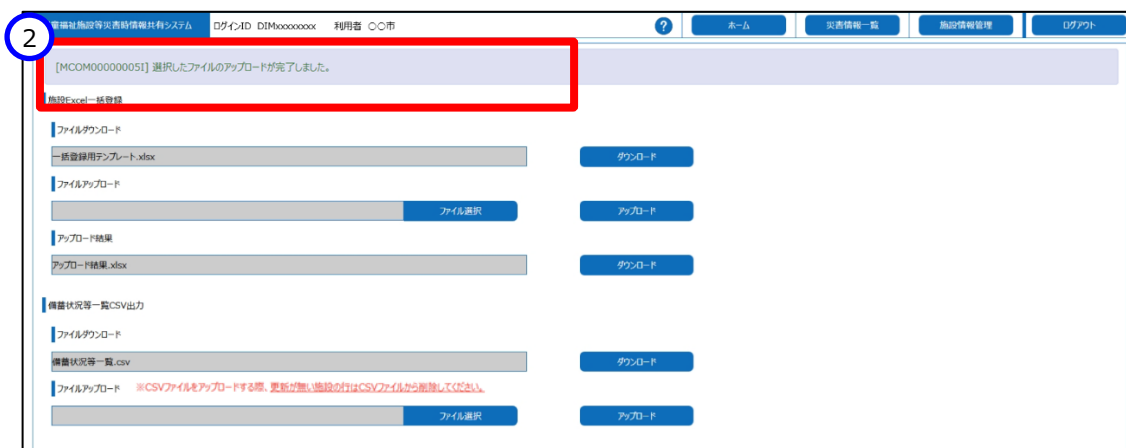 2
童福祉施設等災害時情報共有システム ログインID DIMxxxxxxxx 利用者 〇〇市 ? ホーム 災害情報一覧 施設情報管理 ログアウト
[MCOM00000005I] 選択したファイルのアップロードが完了しました。
施設Excel一括登録
ファイルダウンロード
一括登録用テンプレート.xlsx ダウンロード
ファイルアップロード
ファイル選択 アップロード
アップロード結果
アップロード結果.xlsx ダウンロード
備蓄状況等一覧CSV出力
ファイルダウンロード
備蓄状況等一覧.csv ダウンロード
ファイルアップロード ※CSVファイルをアップロードする際、更新が無い施設の行はCSVファイルから削除してください。
ファイル選択 アップロード